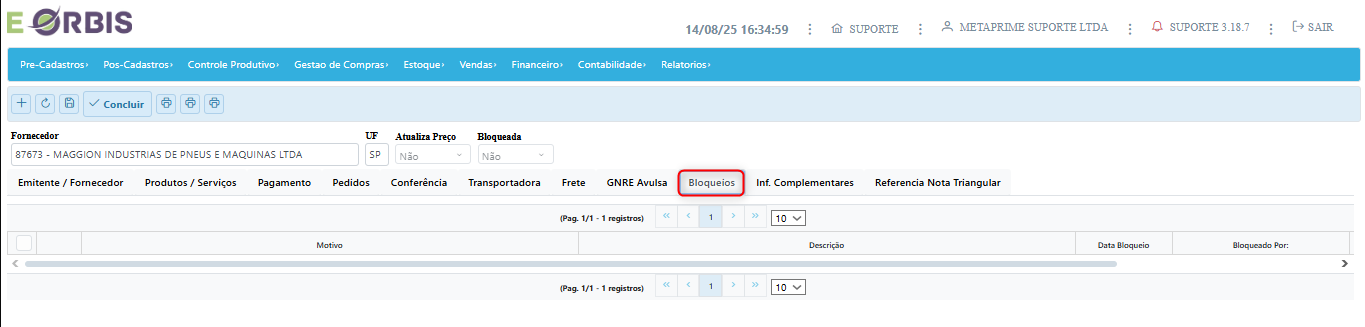 E ORBIS
14/08/25 16:34:59 : SUPORTE : METAPRIME SUPORTE LTDA : SUPORTE 3.18.7 : SAIR
Pre-Cadastros› Pos-Cadastros› Controle Produtivo› Gestao de Compras› Estoque› Vendas› Financeiro› Contabilidade› Relatorios›
Concluir
Fornecedor UF Atualiza Preço Bloqueada
87673 - MAGGION INDUSTRIAS DE PNEUS E MAQUINAS LTDA SP Não Não
Emitente / Fornecedor Produtos / Serviços Pagamento Pedidos Conferência Transportadora Frete GNRE Avulsa Bloqueios Inf. Complementares Referencia Nota Triangular
(Pag. 1/1 - 1 registros) 1 10
Motivo Descrição Data Bloqueio Bloqueado Por:
(Pag. 1/1 - 1 registros) 1 10